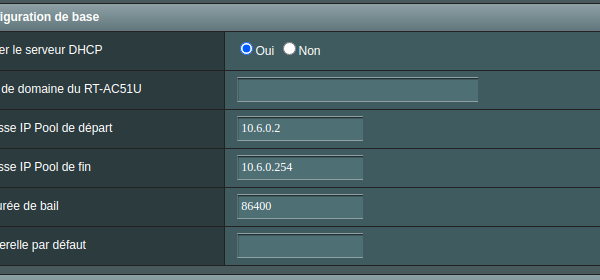 iguration de base
er le serveur DHCP
Oui Non
de domaine du RT-AC51U
sse IP Pool de départ
10.6.0.2
sse IP Pool de fin
10.6.0.254
urée de bail
86400
erelle par défaut